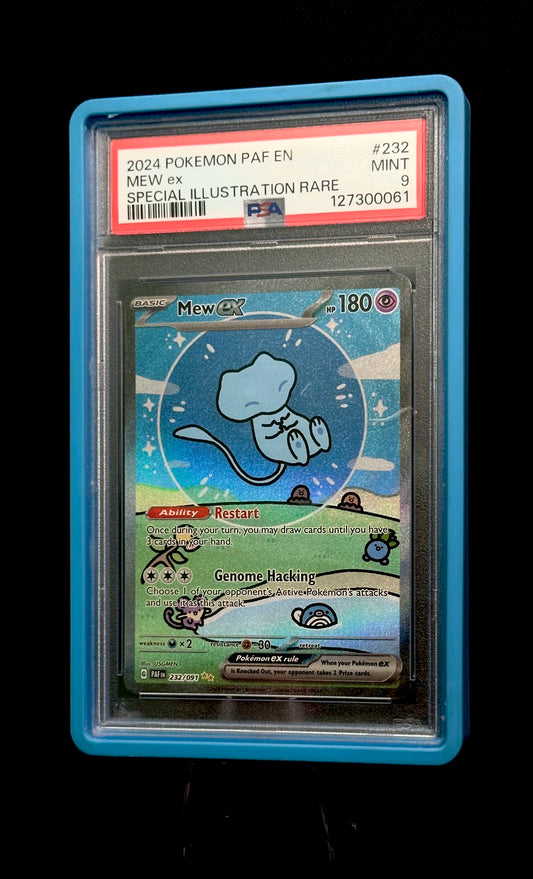 2024 POKEMON PAF EN #232
MEW ex MINT
SPECIAL ILLUSTRATION RARE 9
PSA 127300061
BASIC Mew ex HP 180
Ability Restart
Once during your turn, you may draw cards until you have
3 cards in your hand.
Genome Hacking
Choose 1 of your opponent's Active Pokémon's attacks
and use it as this attack.
weakness ×2 resistance -30 retreat
Illus. USGMEN
Pokémon ex rule When your Pokémon ex
is Knocked Out, your opponent takes 2 Prize cards.
G PAF EN 232/091